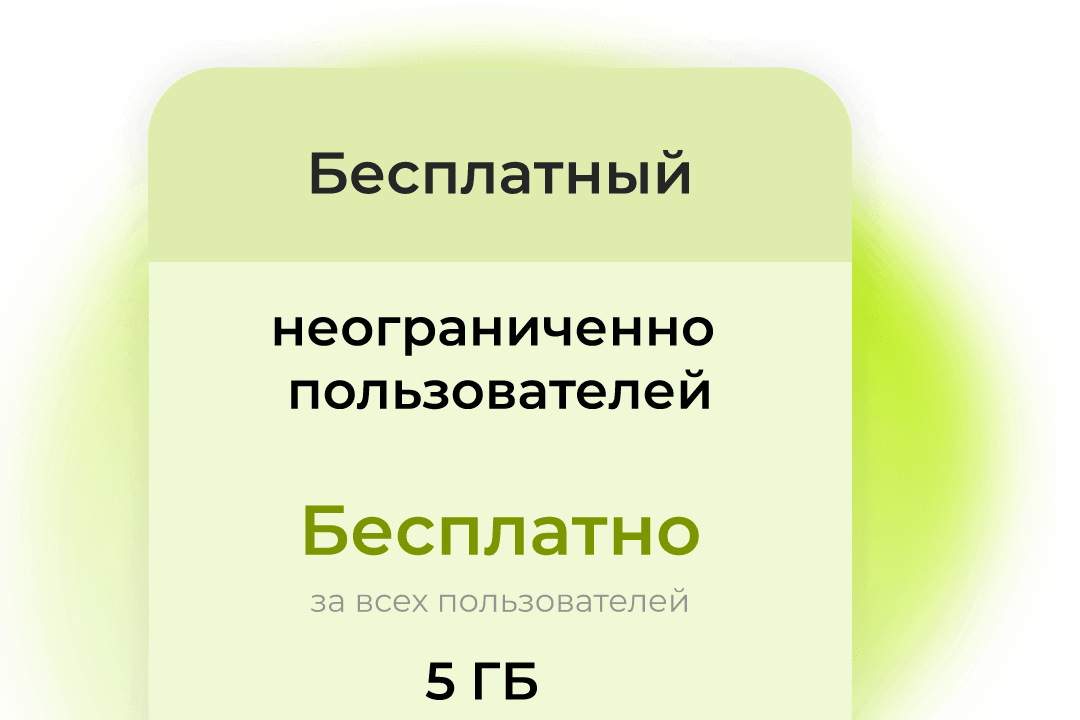 Бесплатный
неограниченно
пользователей
Бесплатно
за всех пользователей
5 ГБ